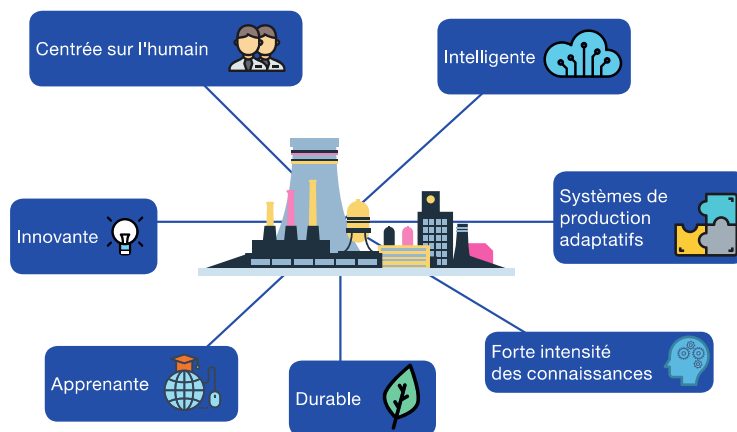 Centrée sur l'humain
Intelligente
Innovante
Systèmes de
production
adaptatifs
Apprenante
Durable
Forte intensité
des connaissances